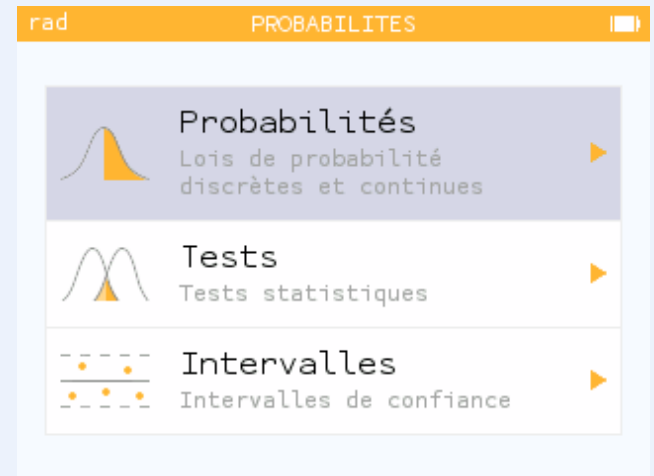 rad PROBABILITES
Probabilités
Lois de probabilité
discrètes et continues
Tests
Tests statistiques
Intervalles
Intervalles de confiance